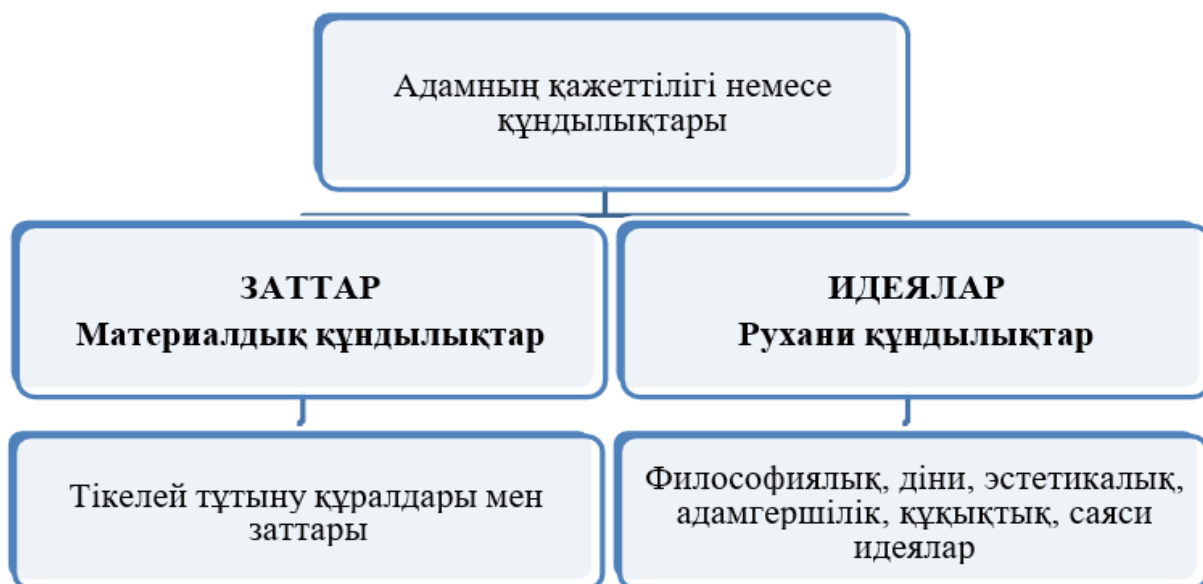 Адамның қажеттілігі немесе
құндылықтары
ЗАТТАР
Материалдық құндылықтар
ИДЕЯЛАР
Рухани құндылықтар
Тікелей тұтыну құралдары мен
заттары
Философиялық, діни, эстетикалық,
адамгершілік, құқықтық, саяси
идеялар